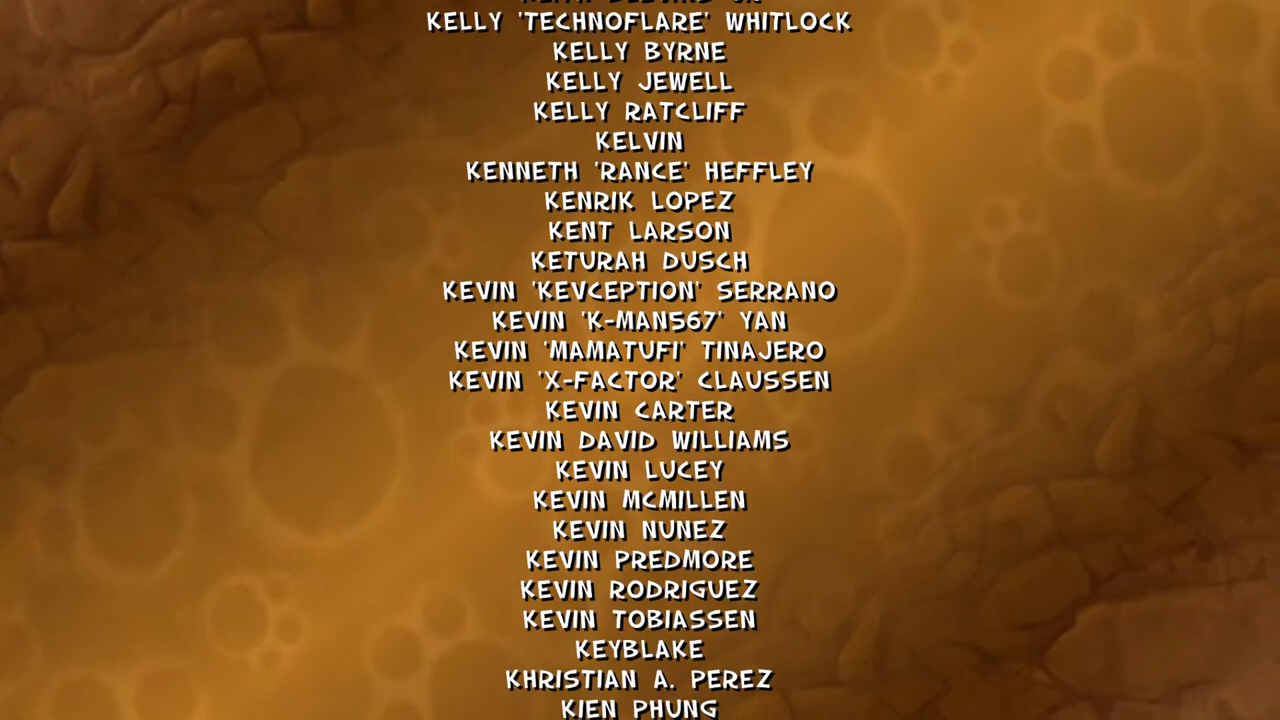 KELLY 'TECHNOFLARE' WHITLOCK
KELLY BYRNE
KELLY JEWELL
KELLY RATCLIFF
KELVIN
KENNETH 'RANCE' HEFFLEY
KENRIK LOPEZ
KENT LARSON
KETURAH DUSCH
KEVIN 'KEVCEPTION' SERRANO
KEVIN 'K-MAN567' YAN
KEVIN 'MAMATUFI' TINAJERO
KEVIN 'X-FACTOR' CLAUSSEN
KEVIN CARTER
KEVIN DAVID WILLIAMS
KEVIN LUCEY
KEVIN MCMILLEN
KEVIN NUNEZ
KEVIN PREDMORE
KEVIN RODRIGUEZ
KEVIN TOBIASSEN
KEYBLAKE
KHRISTIAN A. PEREZ
KIEN PHUNG